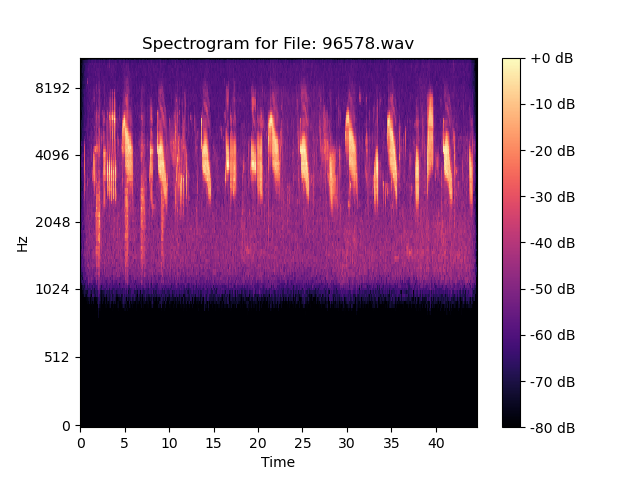 Spectrogram for File: 96578.wav
+0 dB
8192
-10 dB
4096
-20 dB
-30 dB
2048
-40 dB
Hz
1024
-50 dB
-60 dB
512
-70 dB
0
-80 dB
0 5 10 15 20 25 30 35 40
Time